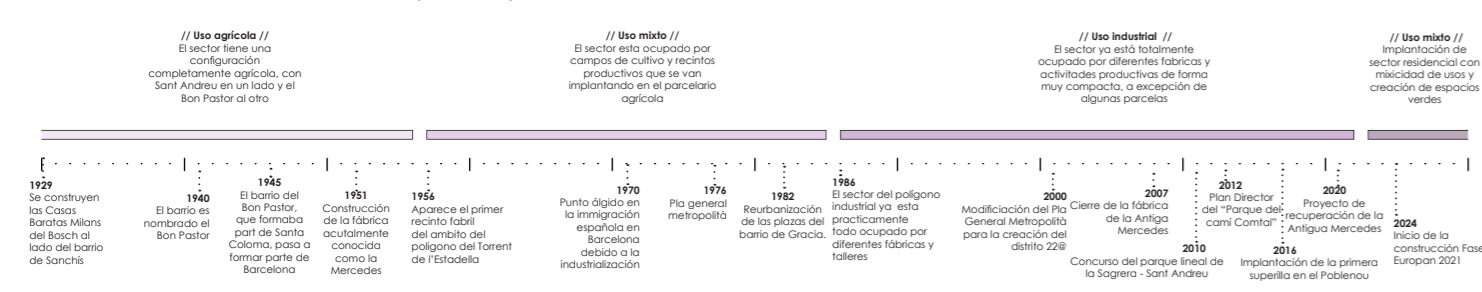 // Uso agrícola //
El sector tiene una
configuración
completamente agrícola, con
Sant Andreu en un lado y el
Bon Pastor al otro
// Uso mixto //
El sector esta ocupado por
campos de cultivo y recintos
productivos que se van
implantando en el parcelario
agrícola
// Uso industrial //
El sector ya está totalmente
ocupado por diferentes fabricas y
activitades productivas de forma
muy compacta, a excepción de
algunas parcelas
// Uso mixto //
Implantación de
sector residencial con
mixicidad de usos y
creación de espacios
verdes
1929
Se construyen
las Casas
Baratas Milans
del Bosch al
lado del barrio
de Sanchís
1940
El barrio es
nombrado el
Bon Pastor
1945
El barrio del
Bon Pastor,
que formaba
part de Santa
Coloma, pasa a
formar parte de
Barcelona
1951
Construcción
de la fábrica
acutalmente
conocida
como la
Mercedes
1956
Aparece el primer
recinto fabril
del ambito del
polígono del Torrent
de l'Estadella
1970
Punto álgido en
la immigración
española en
Barcelona
debido a la
industrialización
1976
Pla general
metropolità
1982
Reurbanización
de las plazas del
barrio de Gracia.
1986
El sector del polígono
industrial ya esta
practicamente
todo ocupado por
diferentes fábricas y
talleres
2000
Modificiación del Pla
General Metropolità
para la creación del
distrito 22@
2007
Cierre de la fábrica
de la Antiga
Mercedes
2010
Concurso del parque lineal de
la Sagrera - Sant Andreu
2012
Plan Director
del "Parque del
camí Comtal"
2016
Implantación de la primera
superilla en el Poblenou
2020
Proyecto de
recuperación de la
Antigua Mercedes
2024
Inicio de la
construcción Fase
Europan 2021